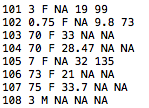 101 3 F NA 19 99
102 0.75 F NA 9.8 73
103 70 F 33 NA NA
104 70 F 28.47 NA NA
105 7 F NA 32 135
106 73 F 21 NA NA
107 75 F 33.7 NA NA
108 3 M NA NA NA